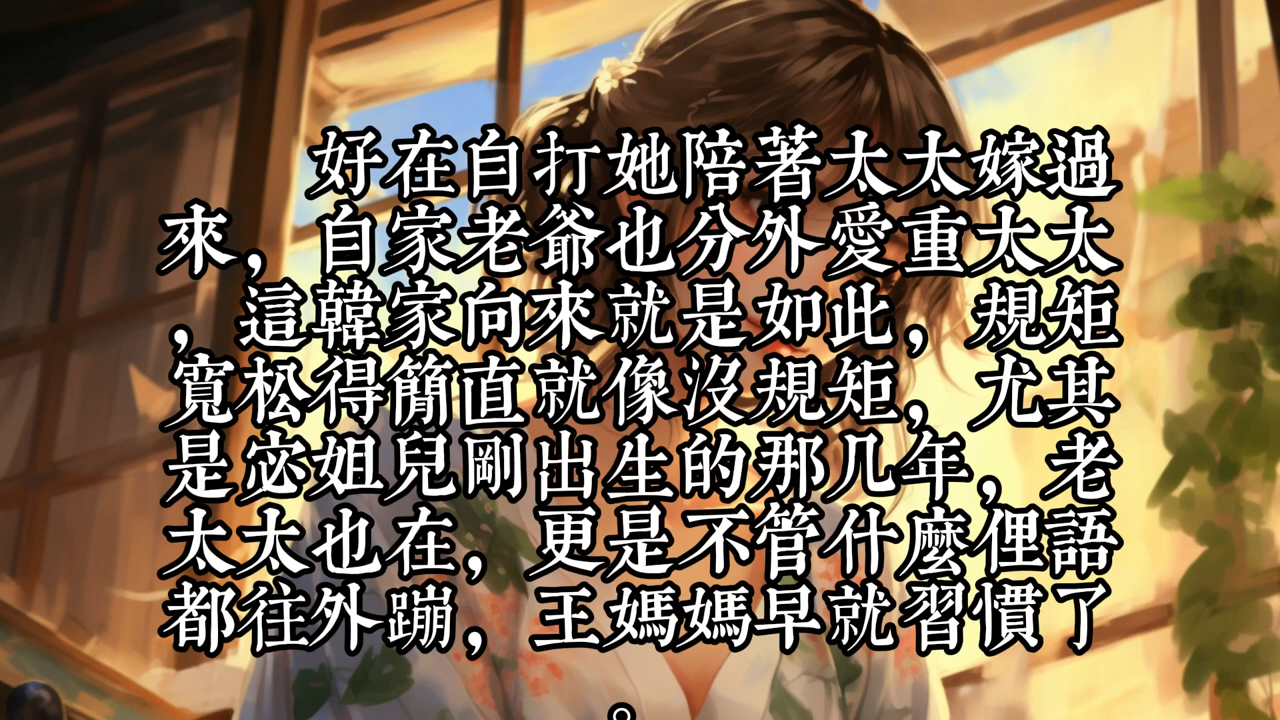 好在自打她陪著太太嫁過
來，自家老爺也分外愛重太太
，這韓家向來就是如此，規矩
寬松得簡直就像沒規矩，尤其
是宓姐兒剛出生的那几年，老
太太也在，更是不管什麼俚語
都往外蹦，王媽媽早就習慣了
。